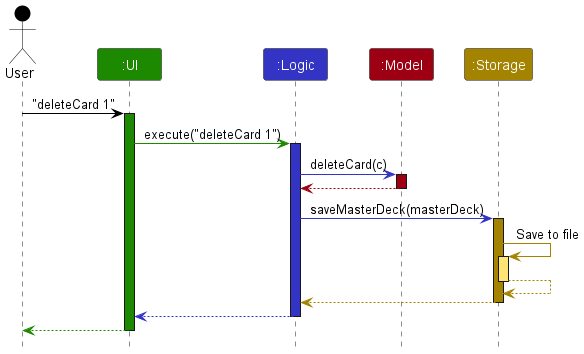 User
:UI
:Logic
:Model
:Storage
"deleteCard 1"
execute("deleteCard 1")
deleteCard(c)
saveMasterDeck(masterDeck)
Save to file